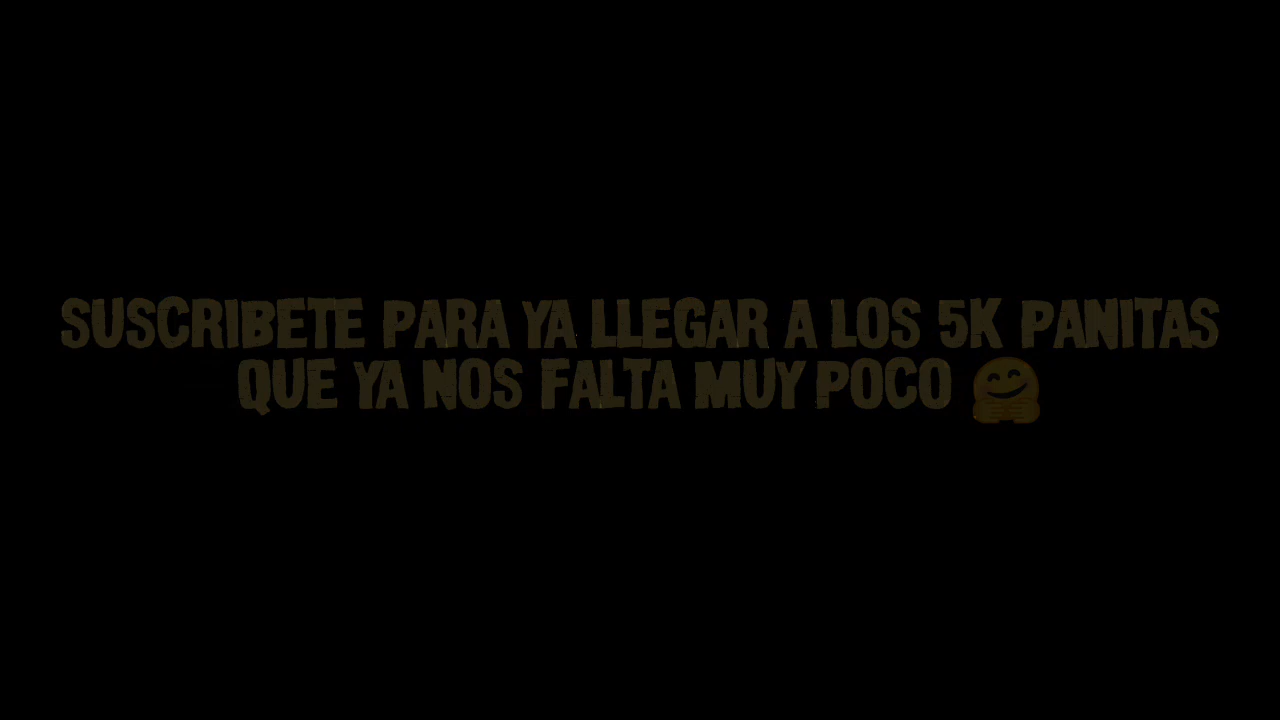 SUSCRIBETE PARA YA LLEGAR A LOS 5K PANITAS
QUE YA NOS FALTA MUY POCO 🤗